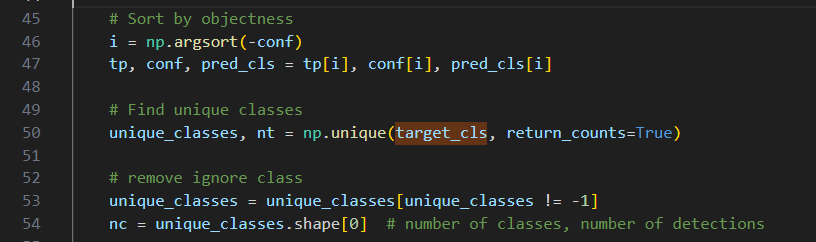 45 # Sort by objectness
46 i = np.argsort(-conf)
47 tp, conf, pred_cls = tp[i], conf[i], pred_cls[i]
48
49 # Find unique classes
50 unique_classes, nt = np.unique(target_cls, return_counts=True)
51
52 # remove ignore class
53 unique_classes = unique_classes[unique_classes != -1]
54 nc = unique_classes.shape[0]  # number of classes, number of detections